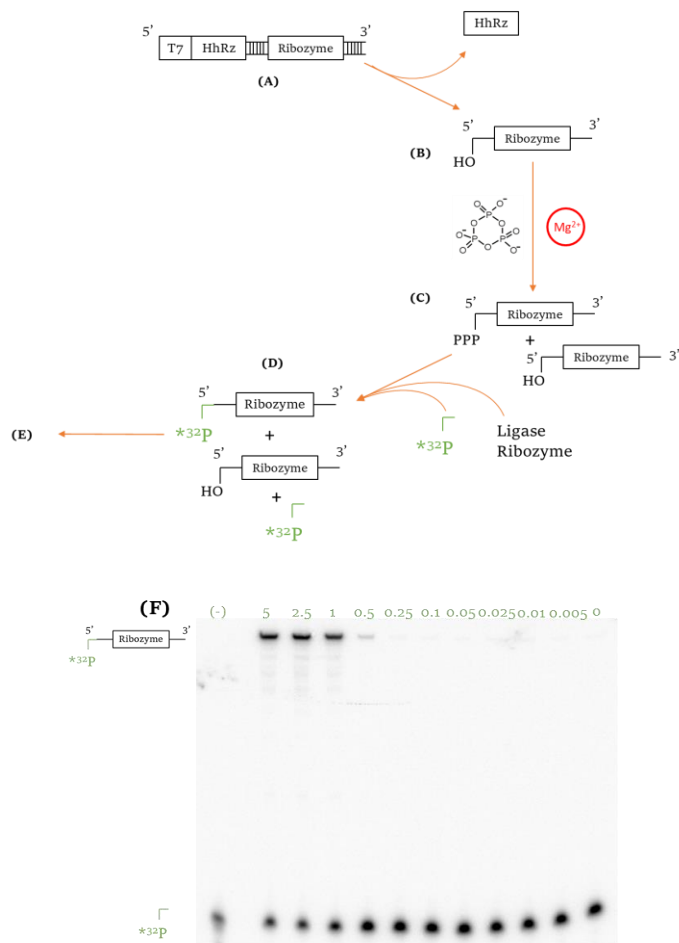 5’ 3’ HhRz
T7 HhRz Ribozyme
(A)
5’ 3’
(B) Ribozyme
HO
O O⁻ P O O O⁻ P O P O O O⁻
Mg²⁺
(C)
5’ 3’
Ribozyme
PPP +
5’ 3’
Ribozyme
HO
(D)
5’ 3’
Ribozyme
*32P
+
(E)
5’ 3’
Ribozyme
HO
+
*32P
*32P
Ligase
Ribozyme
(F) (-) 5 2.5 1 0.5 0.25 0.1 0.05 0.025 0.01 0.005 0
5’ 3’
Ribozyme
*32P
*32P